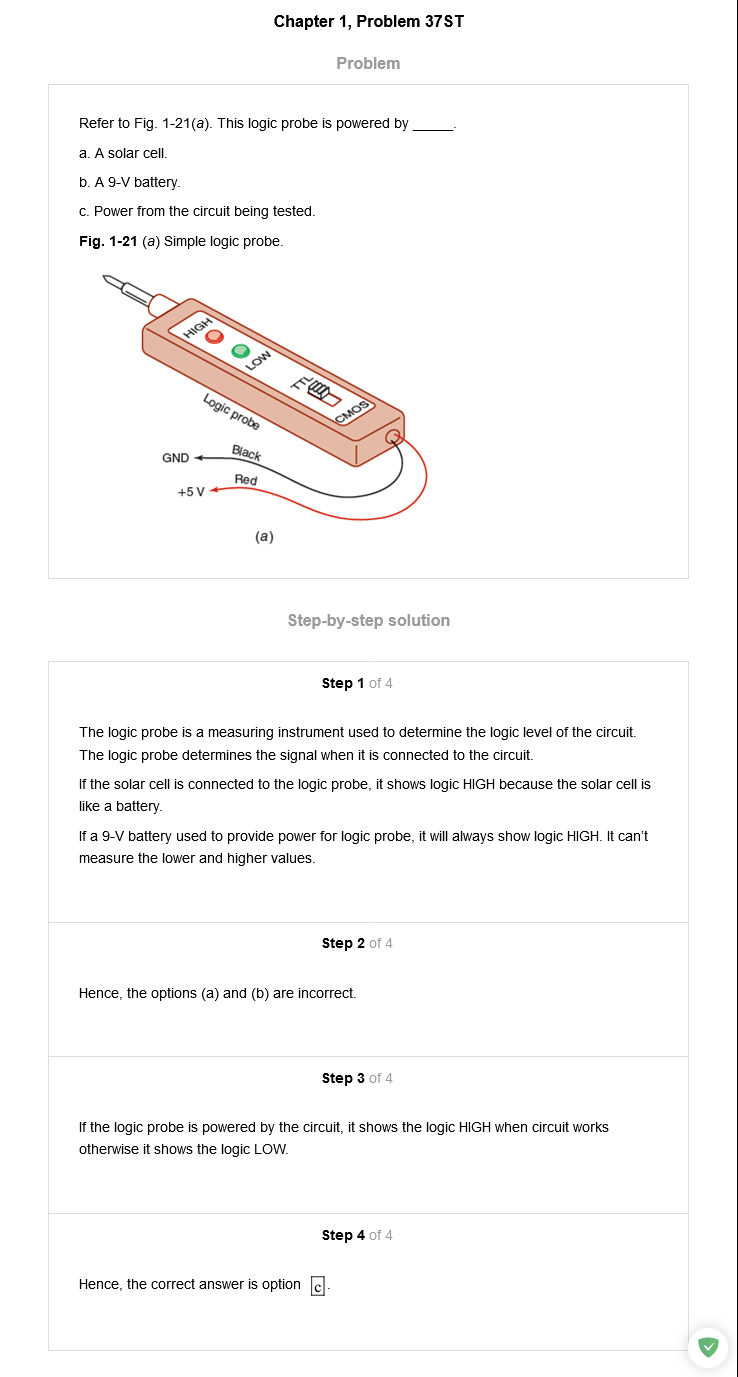 Chapter 1, Problem 37ST
Problem
Refer to Fig. 1-21(a). This logic probe is powered by _____.
a. A solar cell.
b. A 9-V battery.
c. Power from the circuit being tested.
Fig. 1-21 (a) Simple logic probe.
HIGH
LOW
CMOS
Logic probe
Black
GND
Red
+5 V
(a)
Step-by-step solution
Step 1 of 4
The logic probe is a measuring instrument used to determine the logic level of the circuit.
The logic probe determines the signal when it is connected to the circuit.
If the solar cell is connected to the logic probe, it shows logic HIGH because the solar cell is
like a battery.
If a 9-V battery used to provide power for logic probe, it will always show logic HIGH. It can't
measure the lower and higher values.
Step 2 of 4
Hence, the options (a) and (b) are incorrect.
Step 3 of 4
If the logic probe is powered by the circuit, it shows the logic HIGH when circuit works
otherwise it shows the logic LOW.
Step 4 of 4
Hence, the correct answer is option c.